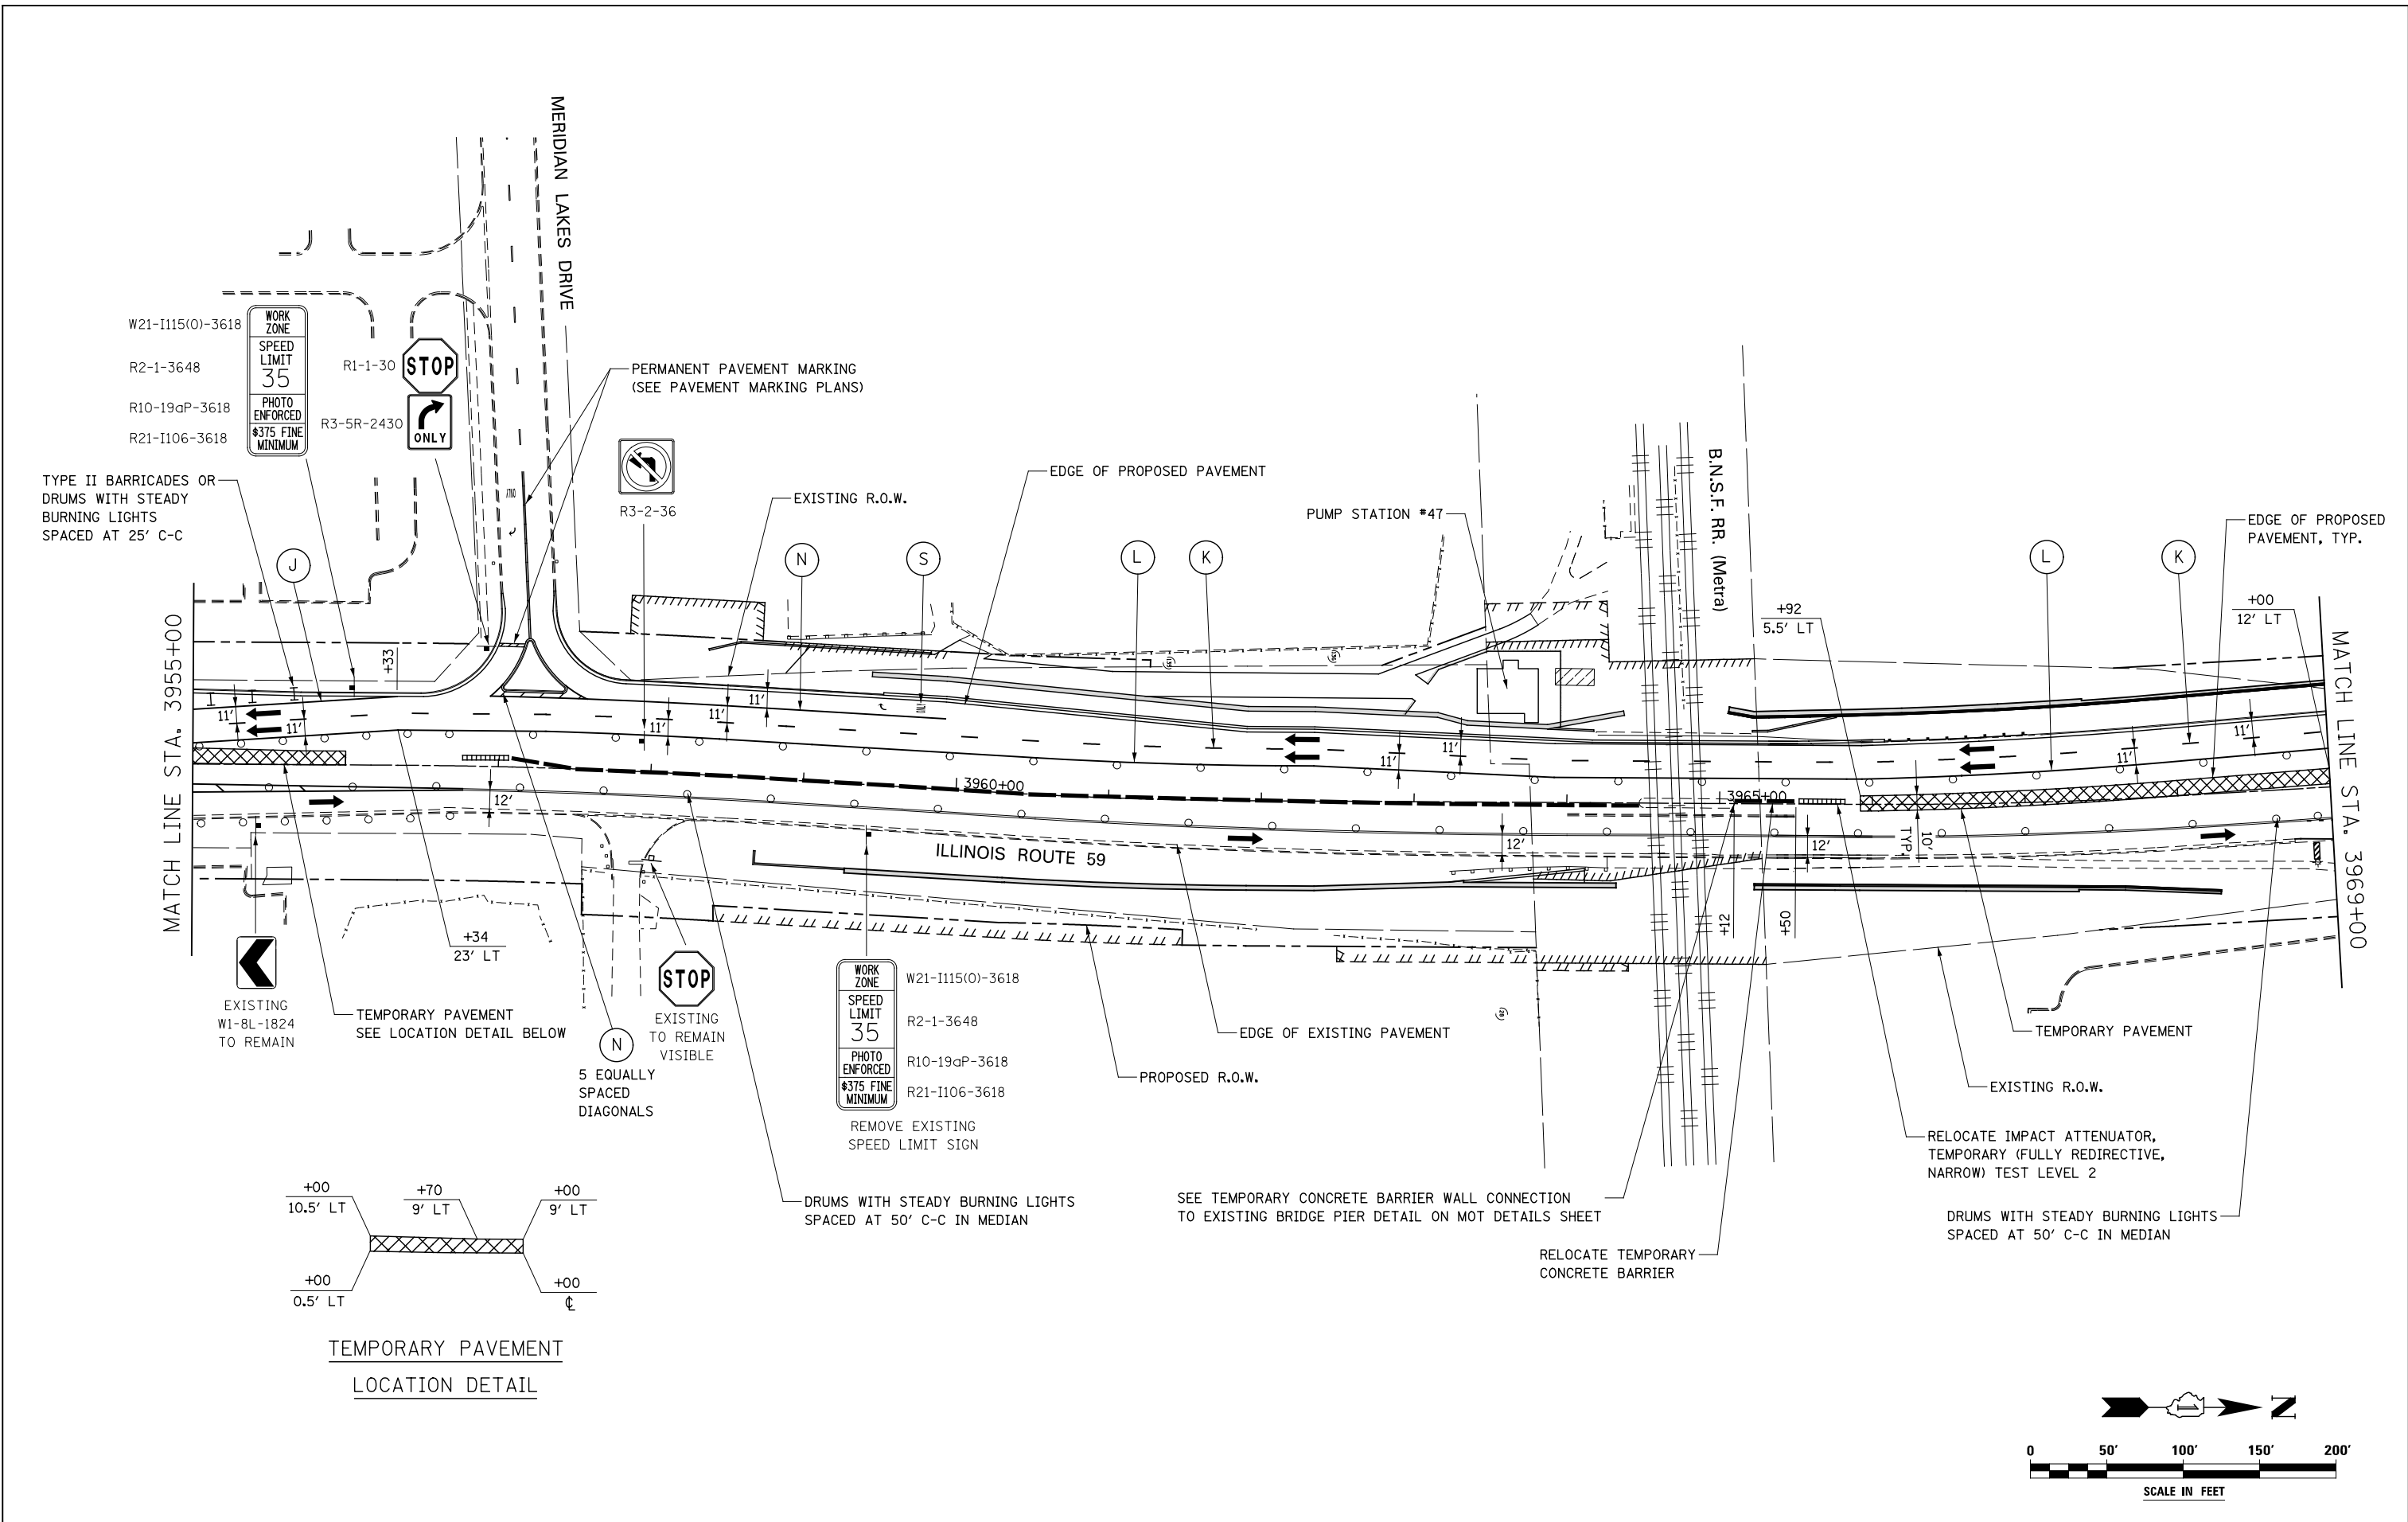 MERIDIAN LAKES DRIVE
W21-I115(O)-3618
R2-1-3648
R10-19aP-3618
R21-I106-3618
WORK
ZONE
SPEED
LIMIT
35
PHOTO
ENFORCED
$375 FINE
MINIMUM
R1-1-30
STOP
R3-5R-2430
ONLY
PERMANENT PAVEMENT MARKING
(SEE PAVEMENT MARKING PLANS)
R3-2-36
TYPE II BARRICADES OR
DRUMS WITH STEADY
BURNING LIGHTS
SPACED AT 25' C-C
J
EXISTING R.O.W.
N
S
EDGE OF PROPOSED PAVEMENT
L
K
PUMP STATION #47
B.N.S.F. RR. (Metra)
L
K
EDGE OF PROPOSED
PAVEMENT, TYP.
+92
5.5' LT
+00
12' LT
MATCH LINE STA. 3955+00
MATCH LINE STA. 3969+00
+33
ONLY
11'
11'
11'
11'
11'
11'
11'
11'
11'
3960+00
3965+00
12'
12'
12'
10'
TYP.
ILLINOIS ROUTE 59
+12
+50
+34
23' LT
EXISTING
W1-8L-1824
TO REMAIN
TEMPORARY PAVEMENT
SEE LOCATION DETAIL BELOW
N
5 EQUALLY
SPACED
DIAGONALS
STOP
EXISTING
TO REMAIN
VISIBLE
WORK
ZONE
SPEED
LIMIT
35
PHOTO
ENFORCED
$375 FINE
MINIMUM
W21-I115(O)-3618
R2-1-3648
R10-19aP-3618
R21-I106-3618
REMOVE EXISTING
SPEED LIMIT SIGN
EDGE OF EXISTING PAVEMENT
PROPOSED R.O.W.
TEMPORARY PAVEMENT
EXISTING R.O.W.
RELOCATE IMPACT ATTENUATOR,
TEMPORARY (FULLY REDIRECTIVE,
NARROW) TEST LEVEL 2
DRUMS WITH STEADY BURNING LIGHTS
SPACED AT 50' C-C IN MEDIAN
SEE TEMPORARY CONCRETE BARRIER WALL CONNECTION
TO EXISTING BRIDGE PIER DETAIL ON MOT DETAILS SHEET
RELOCATE TEMPORARY
CONCRETE BARRIER
DRUMS WITH STEADY BURNING LIGHTS
SPACED AT 50' C-C IN MEDIAN
+00
10.5' LT
+70
9' LT
+00
9' LT
+00
0.5' LT
+00
℄
TEMPORARY PAVEMENT
LOCATION DETAIL
N
0 50' 100' 150' 200'
SCALE IN FEET